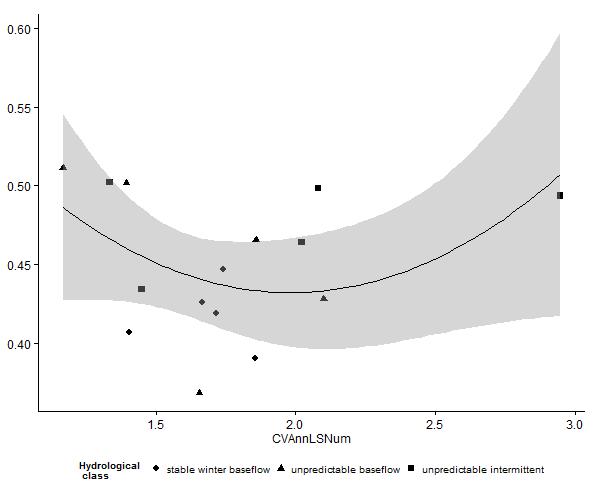 0.60
0.55
0.50
0.45
0.40
1.5 2.0 2.5 3.0
CVAnnLSNum
Hydrological
class
stable winter baseflow unpredictable baseflow unpredictable intermittent